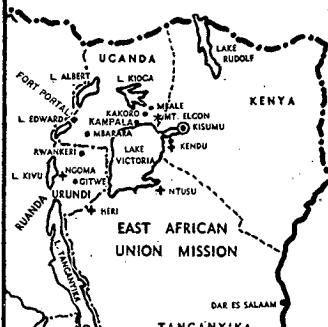 UGANDA
LAKE
RUDOLF
L. ALBERT
L. KIOGA
KENYA
FORT PORTAL
MBALE
KAKORO
MT. ELGON
KAMPALA
KISUMU
L. EDWARD
MBARARA
LAKE
VICTORIA
KENDU
RWANKERI
L. KIVU
NGOMA
GITWE
NTUSU
URUNDI
RUANDA
HERI
EAST AFRICAN
UNION MISSION
L. TANGANYIKA
DAR ES SALAAM
TANGANYIKA